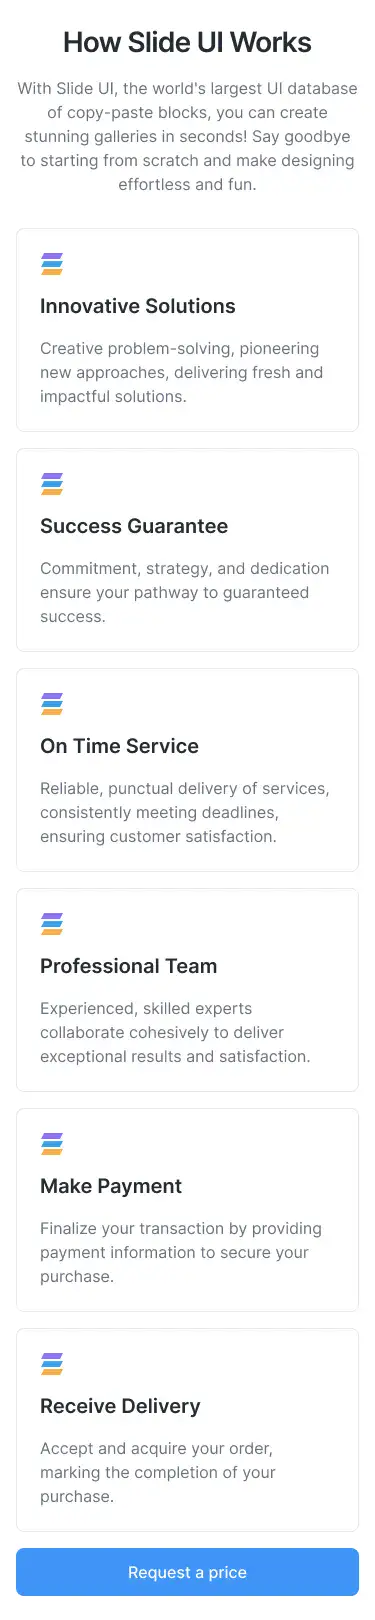 How Slide UI Works
With Slide UI, the world's largest UI database
of copy-paste blocks, you can create
stunning galleries in seconds! Say goodbye
to starting from scratch and make designing
effortless and fun.
Innovative Solutions
Creative problem-solving, pioneering
new approaches, delivering fresh and
impactful solutions.
Success Guarantee
Commitment, strategy, and dedication
ensure your pathway to guaranteed
success.
On Time Service
Reliable, punctual delivery of services,
consistently meeting deadlines,
ensuring customer satisfaction.
Professional Team
Experienced, skilled experts
collaborate cohesively to deliver
exceptional results and satisfaction.
Make Payment
Finalize your transaction by providing
payment information to secure your
purchase.
Receive Delivery
Accept and acquire your order,
marking the completion of your
purchase.
Request a price